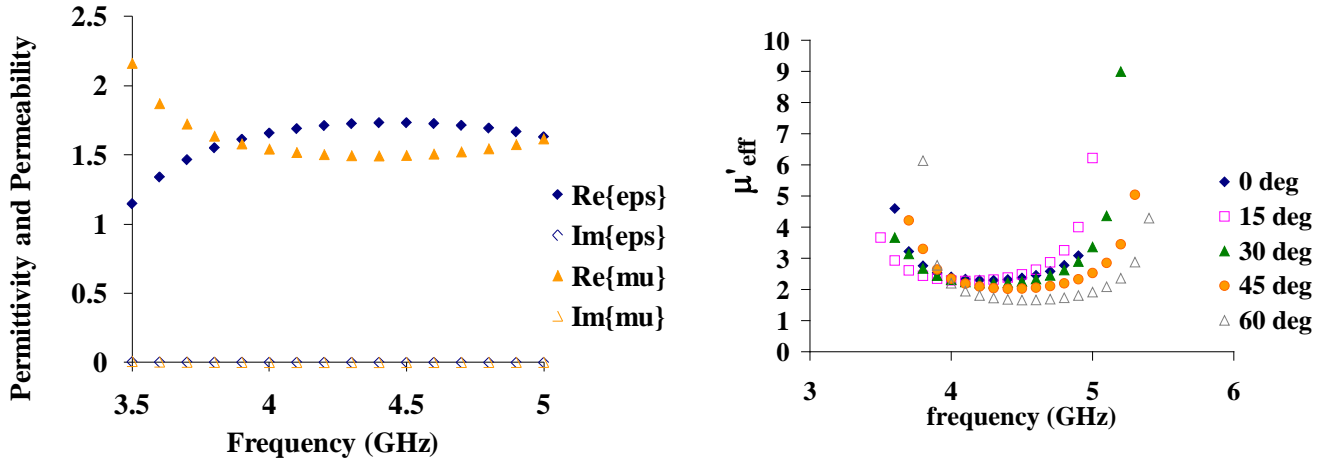 Permittivity and Permeability
2.5
2
1.5
1
0.5
0
3.5
4
4.5
5
Frequency (GHz)
Re{eps}
Im{eps}
Re{mu}
Im{mu}
μ'eff
10
9
8
7
6
5
4
3
2
1
0
3
4
5
6
frequency (GHz)
0 deg
15 deg
30 deg
45 deg
60 deg